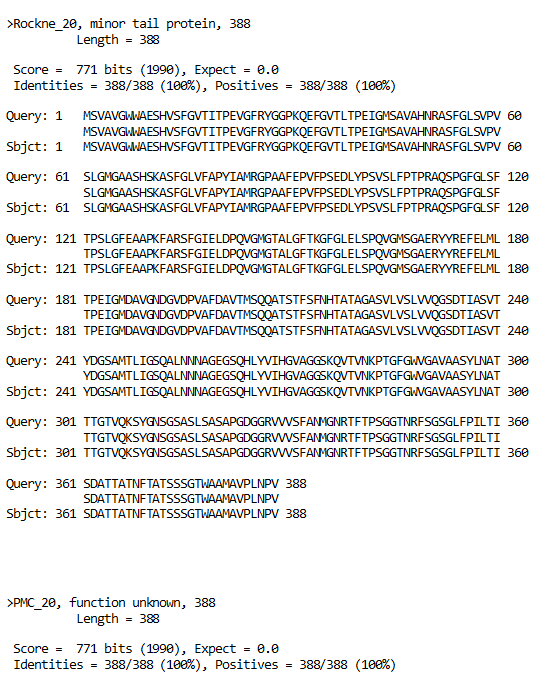 >Rockne_20, minor tail protein, 388
Length = 388
Score = 771 bits (1990), Expect = 0.0
Identities = 388/388 (100%), Positives = 388/388 (100%)
Query: 1 MSVAVGWWAESHVSFGVTITPEVGFRYGGPKQEFGVTLTPEIGMSAVAHNRASFGLSVPV 60
MSVAVGWWAESHVSFGVTITPEVGFRYGGPKQEFGVTLTPEIGMSAVAHNRASFGLSVPV
Sbjct: 1 MSVAVGWWAESHVSFGVTITPEVGFRYGGPKQEFGVTLTPEIGMSAVAHNRASFGLSVPV 60
Query: 61 SLGMGAASHSKASFGLVFAPYIAMRGPAAFEPVFPSEDLYPSVSLFPTPRAQSPGFGLSF 120
SLGMGAASHSKASFGLVFAPYIAMRGPAAFEPVFPSEDLYPSVSLFPTPRAQSPGFGLSF
Sbjct: 61 SLGMGAASHSKASFGLVFAPYIAMRGPAAFEPVFPSEDLYPSVSLFPTPRAQSPGFGLSF 120
Query: 121 TPSLGFEAAPKFARSFGIELDPQVGMGTALGFTKGFGLELSPQVGMSGAERYYREFELML 180
TPSLGFEAAPKFARSFGIELDPQVGMGTALGFTKGFGLELSPQVGMSGAERYYREFELML
Sbjct: 121 TPSLGFEAAPKFARSFGIELDPQVGMGTALGFTKGFGLELSPQVGMSGAERYYREFELML 180
Query: 181 TPEIGMDAVGNDGVDPVAFDAVTMSQQATSTFSFNHTATAGASVLVSLVVQGSDTIASVT 240
TPEIGMDAVGNDGVDPVAFDAVTMSQQATSTFSFNHTATAGASVLVSLVVQGSDTIASVT
Sbjct: 181 TPEIGMDAVGNDGVDPVAFDAVTMSQQATSTFSFNHTATAGASVLVSLVVQGSDTIASVT 240
Query: 241 YDGSAMTLIGSQALNNNAGEGSQHLYVIHGVAGGSKQVTVNKPTGFGWVGAVAASYLNAT 300
YDGSAMTLIGSQALNNNAGEGSQHLYVIHGVAGGSKQVTVNKPTGFGWVGAVAASYLNAT
Sbjct: 241 YDGSAMTLIGSQALNNNAGEGSQHLYVIHGVAGGSKQVTVNKPTGFGWVGAVAASYLNAT 300
Query: 301 TTGTVQKSYGNSGSASLSASAPGDGGRVVVSFANMGNRTFTPSGGTNRFSGSGLFPILTI 360
TTGTVQKSYGNSGSASLSASAPGDGGRVVVSFANMGNRTFTPSGGTNRFSGSGLFPILTI
Sbjct: 301 TTGTVQKSYGNSGSASLSASAPGDGGRVVVSFANMGNRTFTPSGGTNRFSGSGLFPILTI 360
Query: 361 SDATTATNFTATSSSGTWAAMAVPLNPV 388
SDATTATNFTATSSSGTWAAMAVPLNPV
Sbjct: 361 SDATTATNFTATSSSGTWAAMAVPLNPV 388
>PMC_20, function unknown, 388
Length = 388
Score = 771 bits (1990), Expect = 0.0
Identities = 388/388 (100%), Positives = 388/388 (100%)